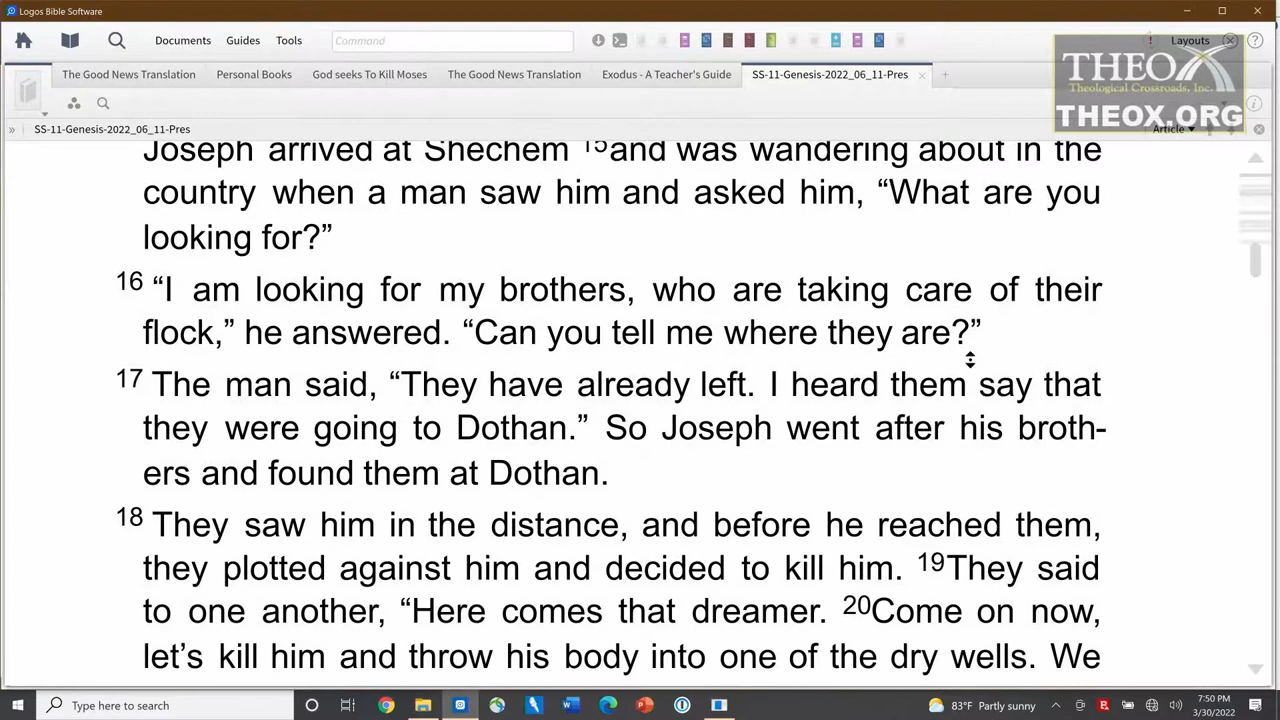 Logos Bible Software
Documents Guides Tools Command Layouts
The Good News Translation Personal Books God seeks To Kill Moses The Good News Translation Exodus - A Teacher's Guide SS-11-Genesis-2022_06_11-Pres
THEOX
Theological Crossroads, Inc.
THEOX.ORG
SS-11-Genesis-2022_06_11-Pres Article
Joseph arrived at Shechem 15and was wandering about in the
country when a man saw him and asked him, “What are you
looking for?”
16 “I am looking for my brothers, who are taking care of their
flock,” he answered. “Can you tell me where they are?”
17 The man said, “They have already left. I heard them say that
they were going to Dothan.” So Joseph went after his broth-
ers and found them at Dothan.
18 They saw him in the distance, and before he reached them,
they plotted against him and decided to kill him. 19They said
to one another, “Here comes that dreamer. 20Come on now,
let’s kill him and throw his body into one of the dry wells. We
Type here to search 83°F Partly sunny 7:50 PM
3/30/2022